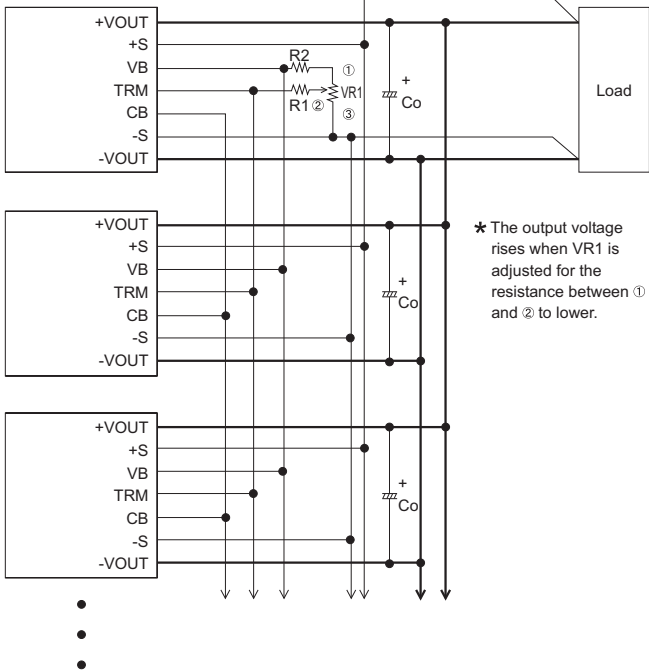 +VOUT
+S
VB
TRM
CB
-S
-VOUT
R2
R1
①
②
VR1
③
+
Co
Load
+VOUT
+S
VB
TRM
CB
-S
-VOUT
+
Co
* The output voltage
rises when VR1 is
adjusted for the
resistance between ①
and ② to lower.
+VOUT
+S
VB
TRM
CB
-S
-VOUT
+
Co